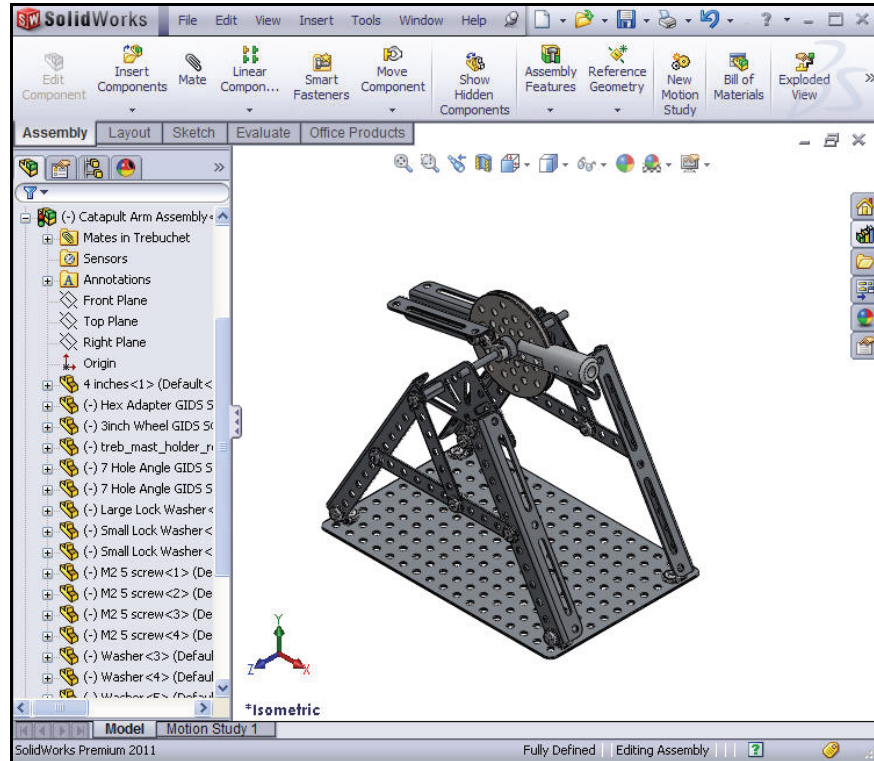 SolidWorks File Edit View Insert Tools Window Help
Edit Component
Insert Components
Mate
Linear Compon...
Smart Fasteners
Move Component
Show Hidden Components
Assembly Features
Reference Geometry
New Motion Study
Bill of Materials
Exploded View
Assembly Layout Sketch Evaluate Office Products
(-) Catapult Arm Assembly
Mates in Trebuchet
Sensors
Annotations
Front Plane
Top Plane
Right Plane
Origin
4 inches<1> (Default<
(-) Hex Adapter GIDS S
(-) 3inch Wheel GIDS S
(-) treb_mast_holder_r
(-) 7 Hole Angle GIDS S
(-) 7 Hole Angle GIDS S
(-) Large Lock Washer<
(-) Small Lock Washer<
(-) Small Lock Washer<
(-) M2 5 screw<1> (De
(-) M2 5 screw<2> (De
(-) M2 5 screw<3> (De
(-) M2 5 screw<4> (De
(-) Washer<3> (Defaul
(-) Washer<4> (Defaul
Y
Z X
*Isometric
Model Motion Study 1
SolidWorks Premium 2011 Fully Defined Editing Assembly